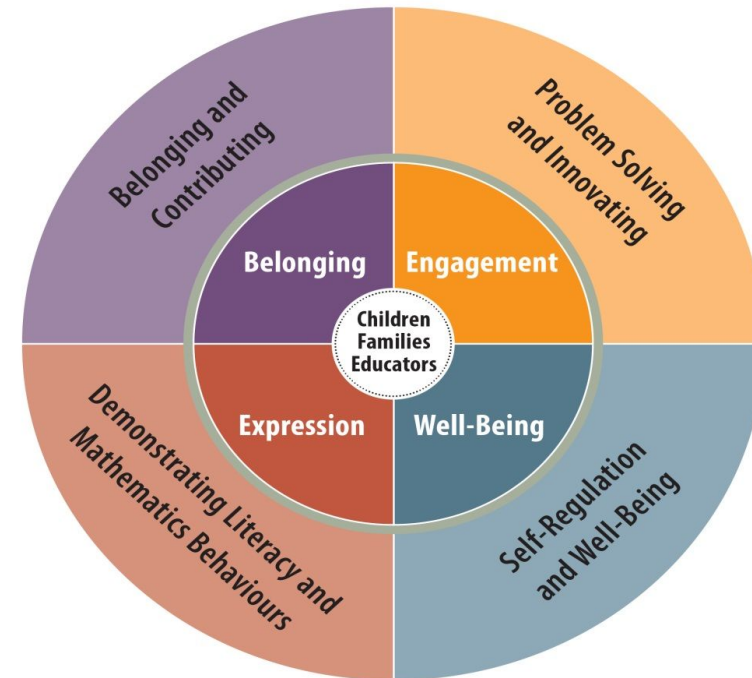 Belonging and
Contributing
Problem Solving
and Innovating
Belonging
Engagement
Children
Families
Educators
Expression
Well-Being
Demonstrating Literacy and
Mathematics Behaviours
Self-Regulation
and Well-Being